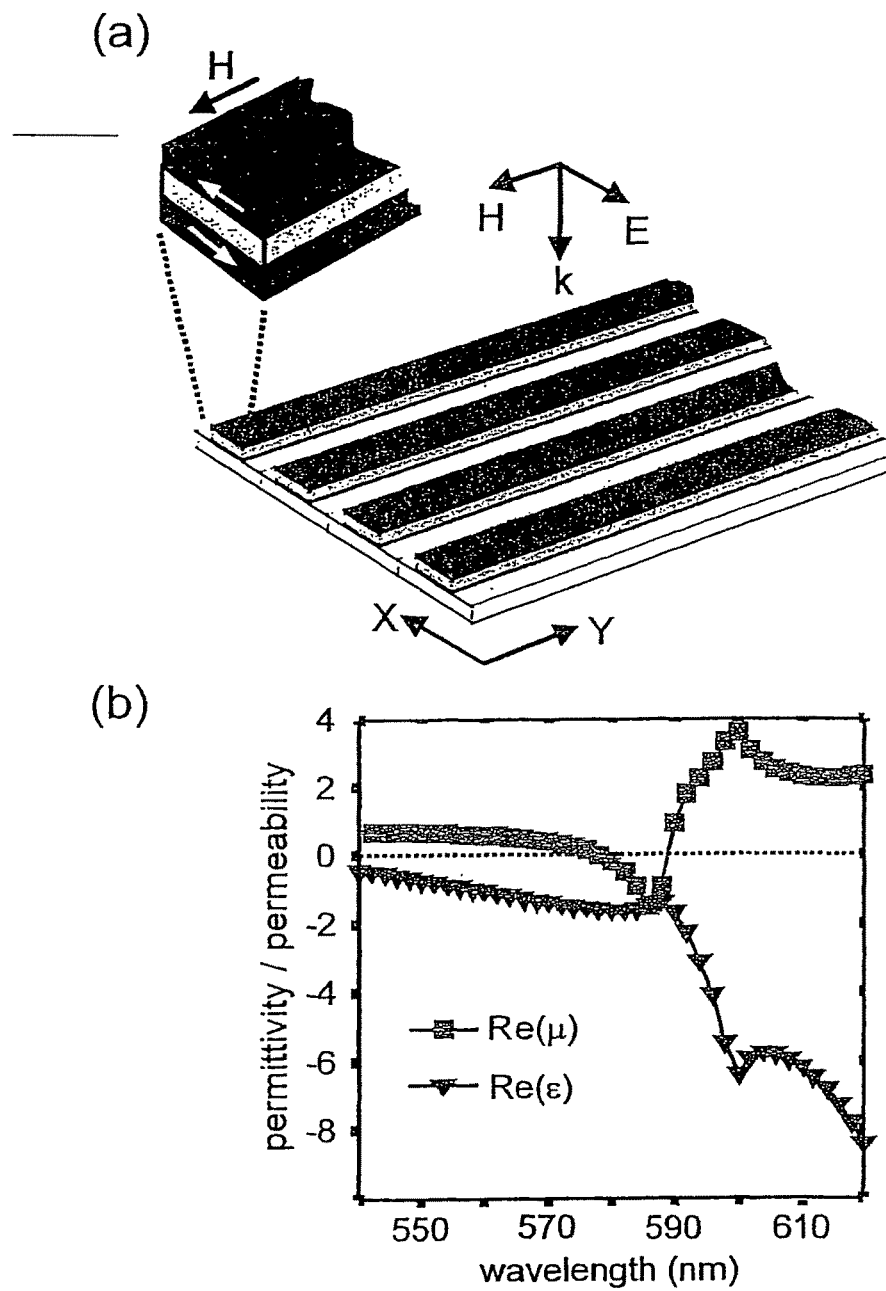 (a)
H
H
E
k
X
Y
(b)
permittivity / permeability
4
2
0
-2
-4
-6
-8
Re(μ)
Re(ε)
550 570 590 610
wavelength (nm)